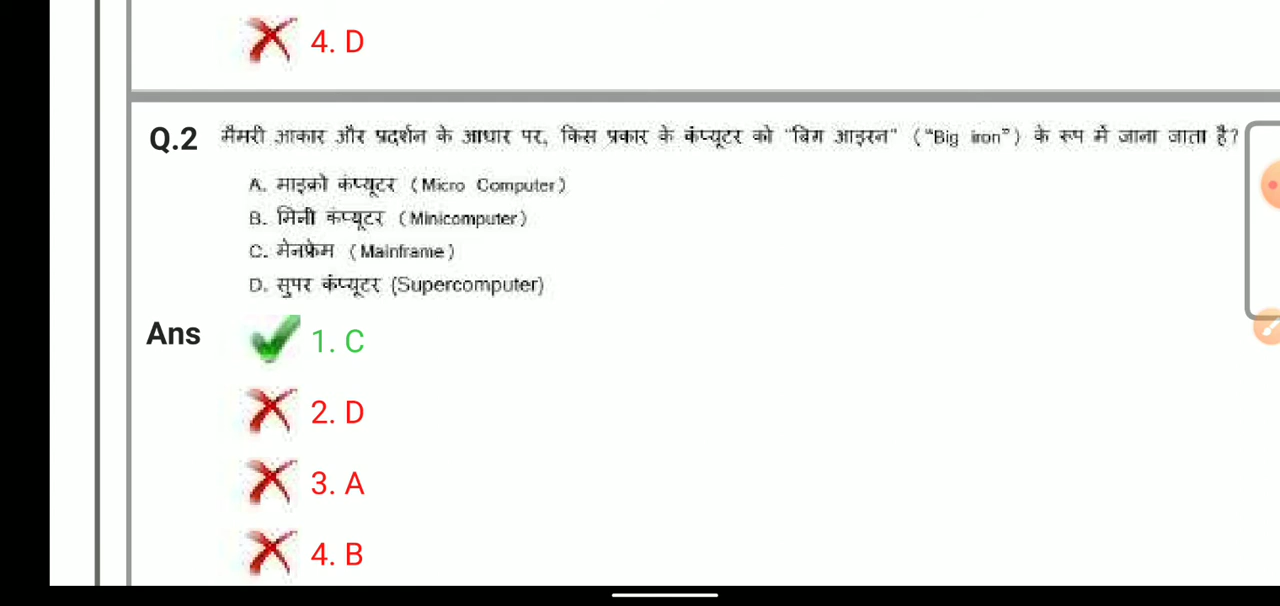 4. D
Q.2 मैमरी आकार और प्रदर्शन के आधार पर, किस प्रकार के कंप्यूटर को "बिग आइरन" ("Big iron") के रूप में जाना जाता है?
A. माइक्रो कंप्यूटर (Micro Computer)
B. मिनी कंप्यूटर (Minicomputer)
C. मेनफ्रेम (Mainframe)
D. सुपर कंप्यूटर (Supercomputer)
Ans 1. C
2. D
3. A
4. B